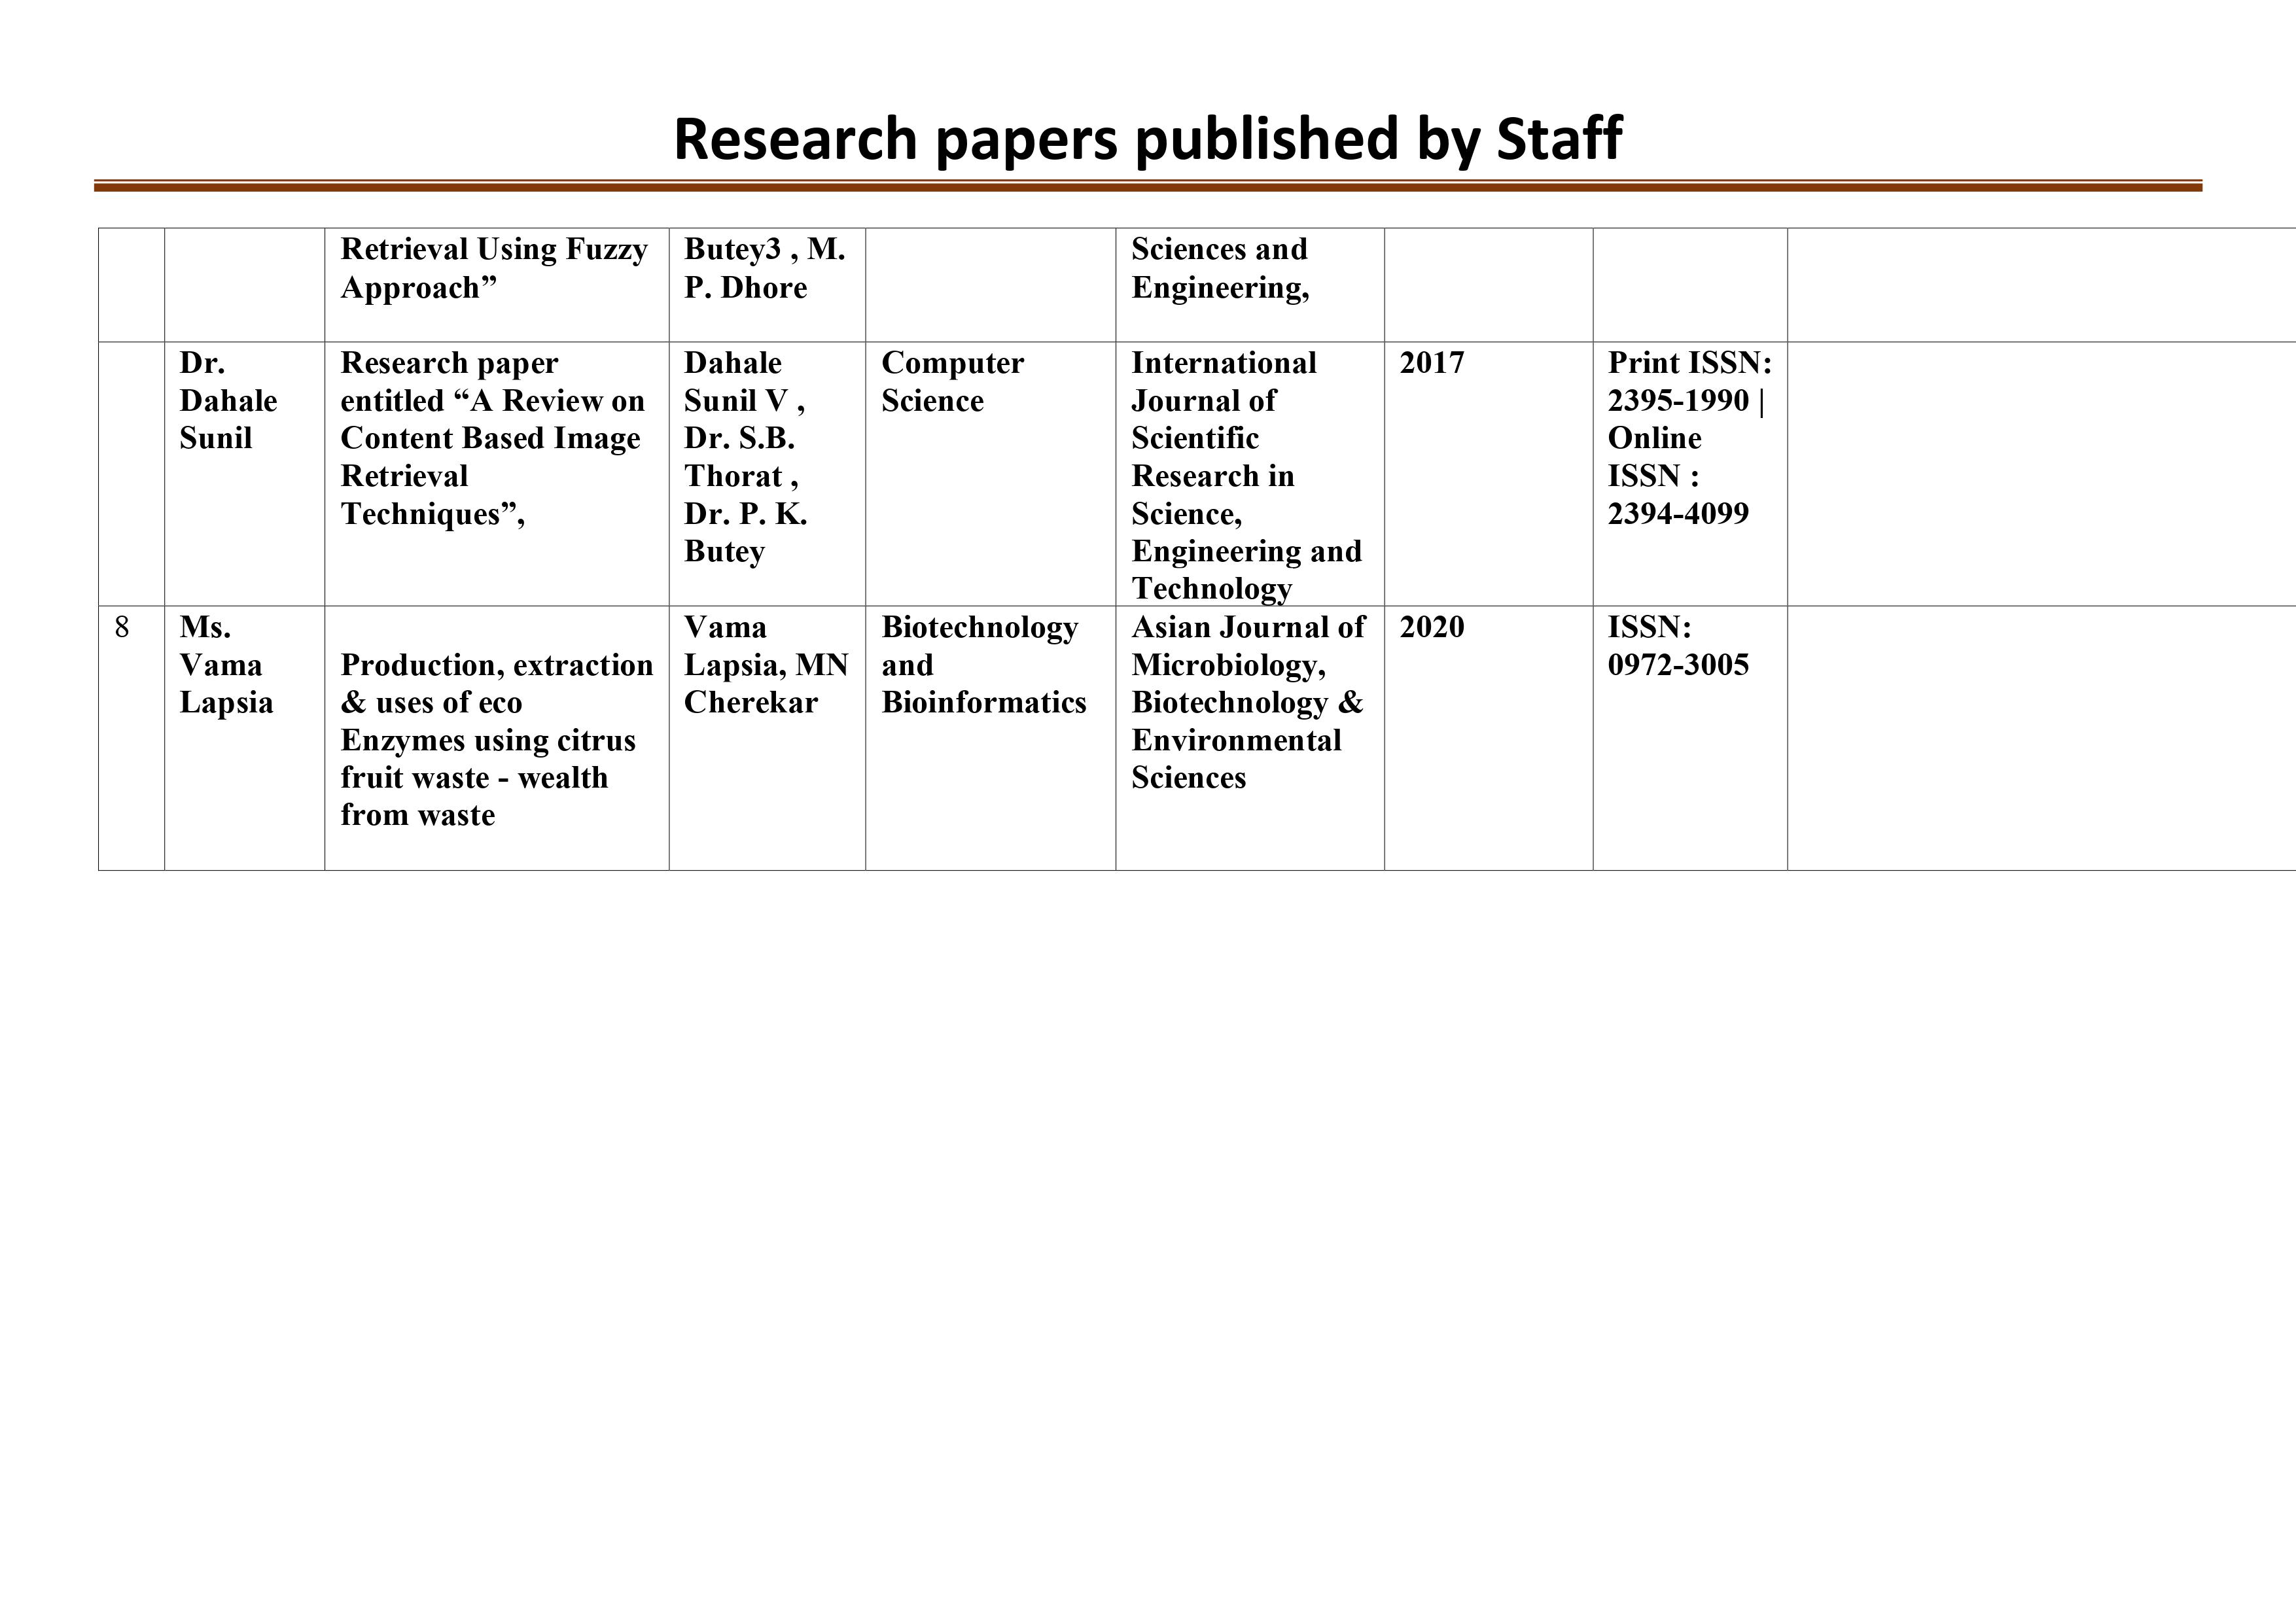 Research papers published by Staff
Retrieval Using Fuzzy
Approach”
Butey3 , M.
P. Dhore
Sciences and
Engineering,
Dr.
Dahale
Sunil
Research paper
entitled “A Review on
Content Based Image
Retrieval
Techniques”,
Dahale
Sunil V ,
Dr. S.B.
Thorat ,
Dr. P. K.
Butey
Computer
Science
International
Journal of
Scientific
Research in
Science,
Engineering and
Technology
2017
Print ISSN:
2395-1990 |
Online
ISSN :
2394-4099
8
Ms.
Vama
Lapsia
Production, extraction
& uses of eco
Enzymes using citrus
fruit waste - wealth
from waste
Vama
Lapsia, MN
Cherekar
Biotechnology
and
Bioinformatics
Asian Journal of
Microbiology,
Biotechnology &
Environmental
Sciences
2020
ISSN:
0972-3005